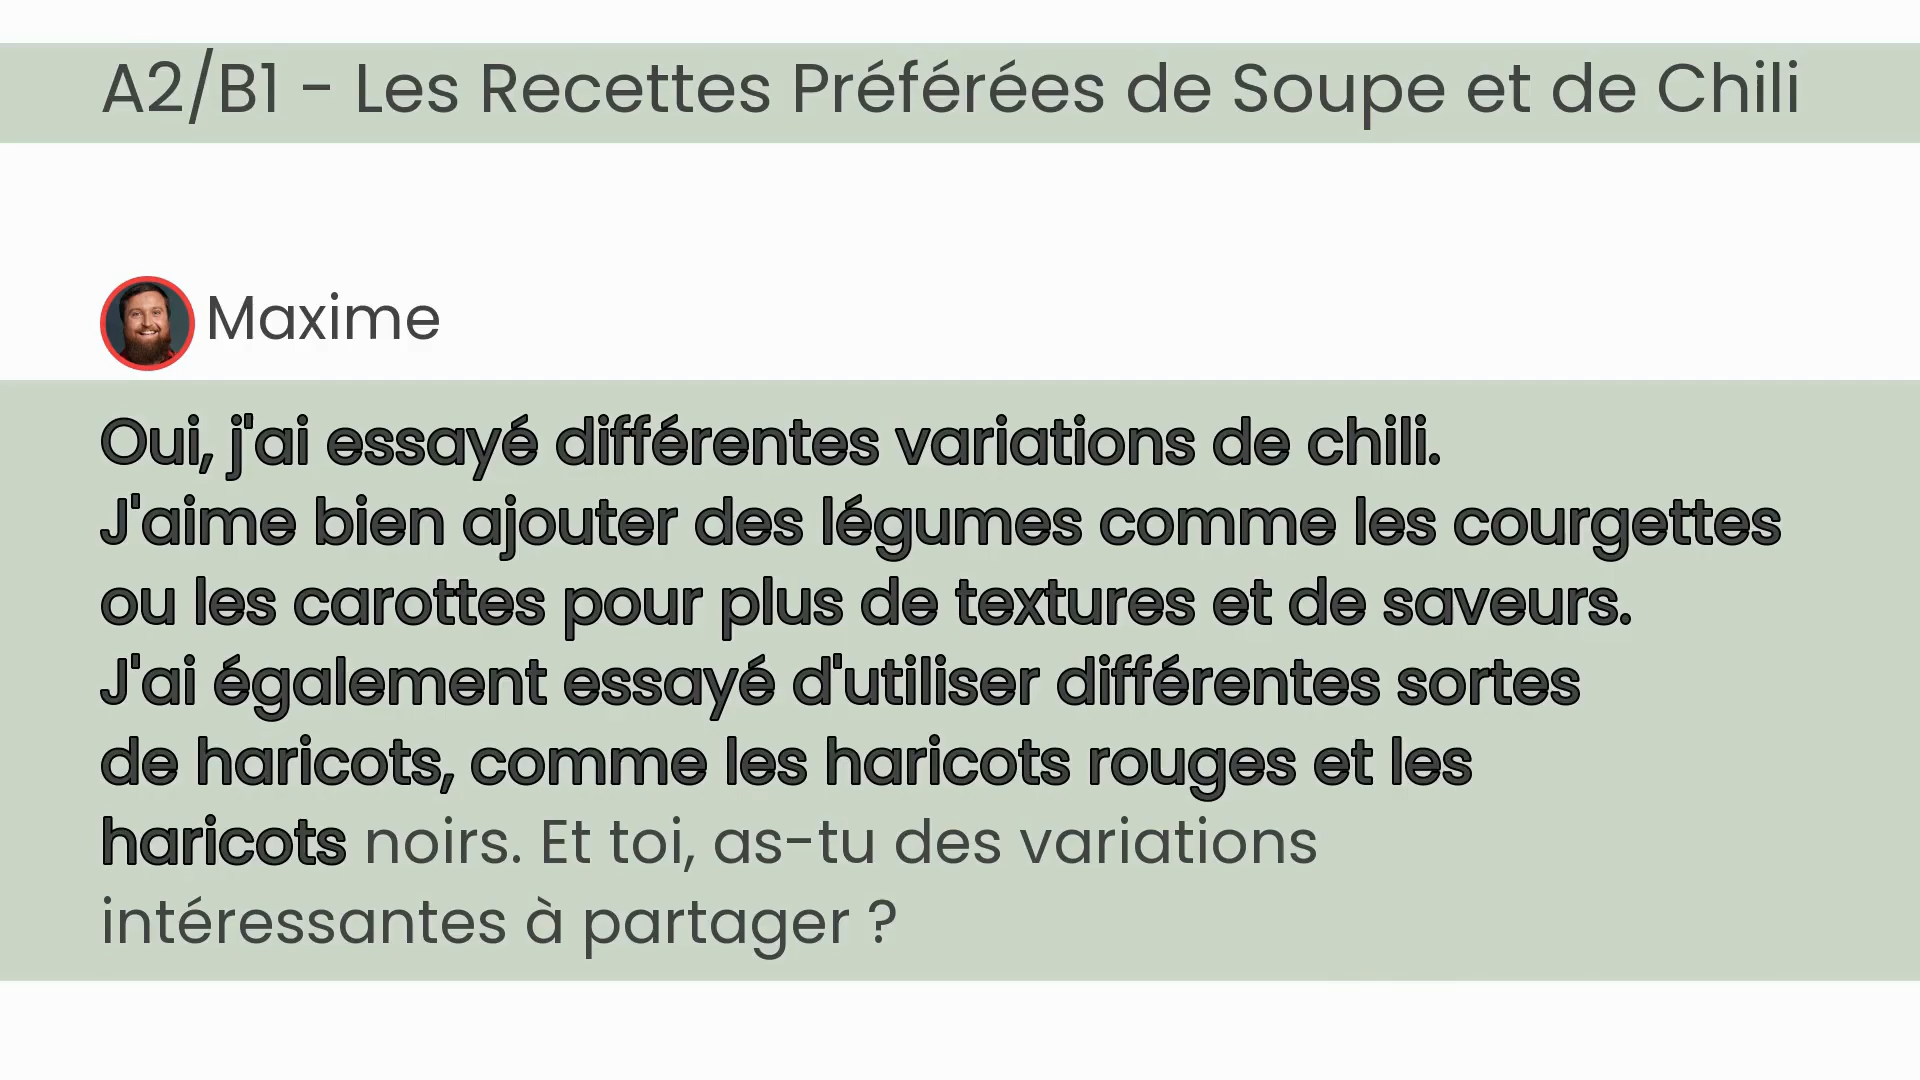 A2/B1 - Les Recettes Préférées de Soupe et de Chili
Maxime
Oui, j'ai essayé différentes variations de chili.
J'aime bien ajouter des légumes comme les courgettes
ou les carottes pour plus de textures et de saveurs.
J'ai également essayé d'utiliser différentes sortes
de haricots, comme les haricots rouges et les
haricots noirs. Et toi, as-tu des variations
intéressantes à partager ?